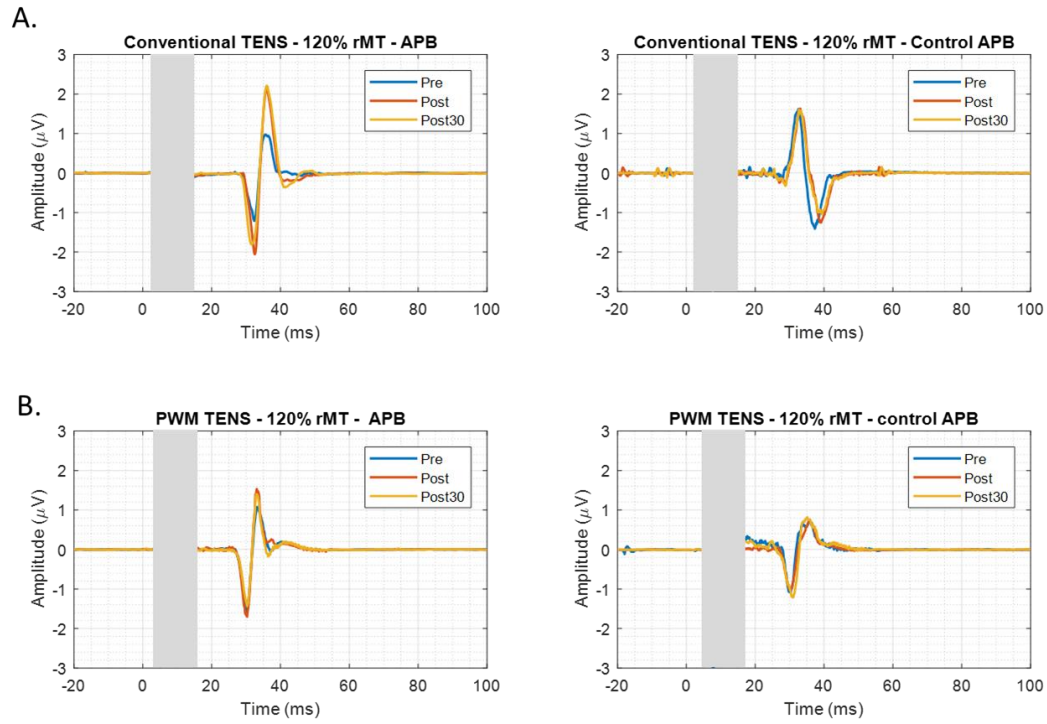 A.
Conventional TENS - 120% rMT - APB
Pre
Post
Post30
Amplitude (μV)
3
2
1
0
-1
-2
-3
-20 0 20 40 60 80 100
Time (ms)
Conventional TENS - 120% rMT - Control APB
Pre
Post
Post30
Amplitude (μV)
3
2
1
0
-1
-2
-3
-20 0 20 40 60 80 100
Time (ms)
B.
PWM TENS - 120% rMT - APB
Pre
Post
Post30
Amplitude (μV)
3
2
1
0
-1
-2
-3
-20 0 20 40 60 80 100
Time (ms)
PWM TENS - 120% rMT - control APB
Pre
Post
Post30
Amplitude (μV)
3
2
1
0
-1
-2
-3
-20 0 20 40 60 80 100
Time (ms)